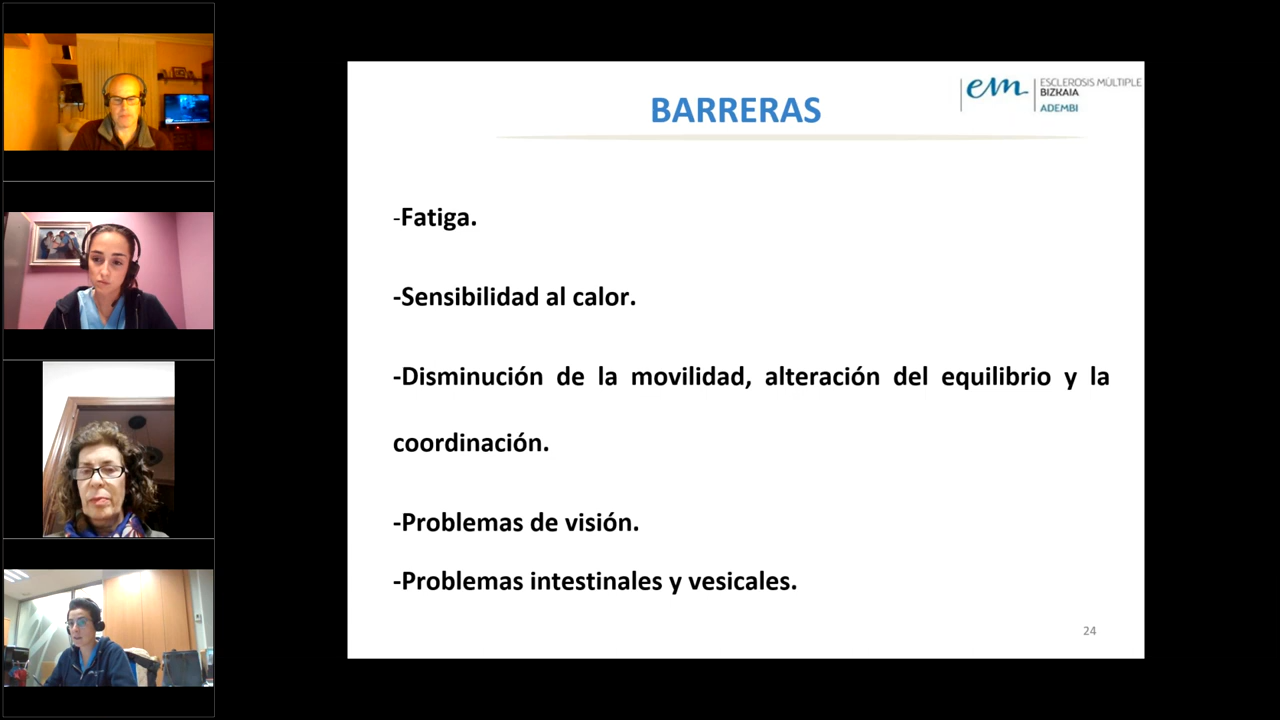 BARRERAS
em ESCLEROSIS MÚLTIPLE
BIZKAIA
ADEMBI
-Fatiga.
-Sensibilidad al calor.
-Disminución de la movilidad, alteración del equilibrio y la
coordinación.
-Problemas de visión.
-Problemas intestinales y vesicales.
24